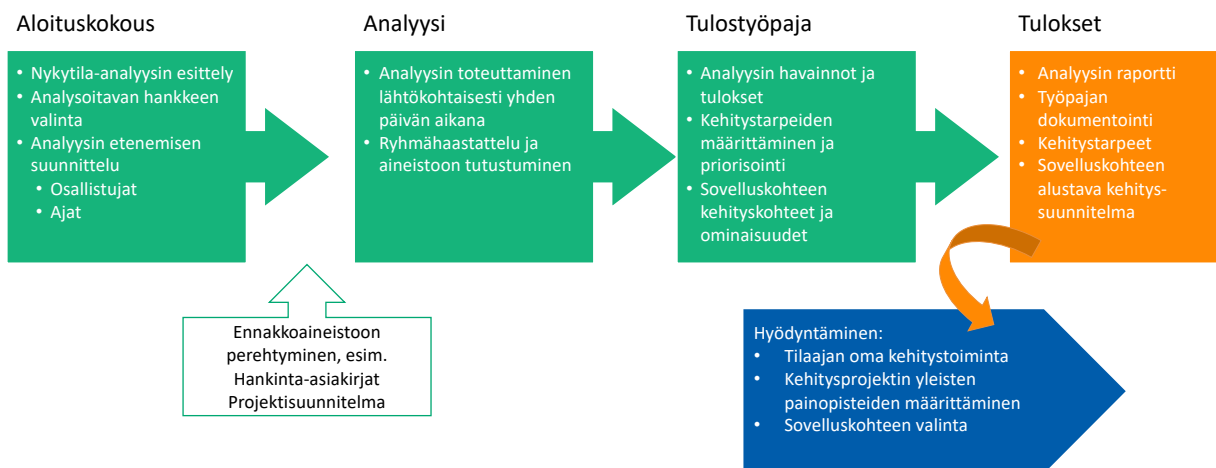 Aloituskokous
• Nykytila-analyysin esittely
• Analysoitavan hankkeen
valinta
• Analyysin etenemisen
suunnittelu
• Osallistujat
• Ajat
Analyysi
• Analyysin toteuttaminen
lähtökohtaisesti yhden
päivän aikana
• Ryhmähaastattelu ja
aineistoon tutustuminen
Tulostyöpaja
• Analyysin havainnot ja
tulokset
• Kehitystarpeiden
määrittäminen ja
priorisointi
• Sovelluskohteen
kehityskohteet ja
ominaisuudet
Tulokset
• Analyysin raportti
• Työpajan
dokumentointi
• Kehitystarpeet
• Sovelluskohteen
alustava kehitys-
suunnitelma
Ennakkoaineistoon
perehtyminen, esim.
Hankinta-asiakirjat
Projektisuunnitelma
Hyödyntäminen:
• Tilaajan oma kehitystoiminta
• Kehitysprojektin yleisten
painopisteiden määrittäminen
• Sovelluskohteen valinta